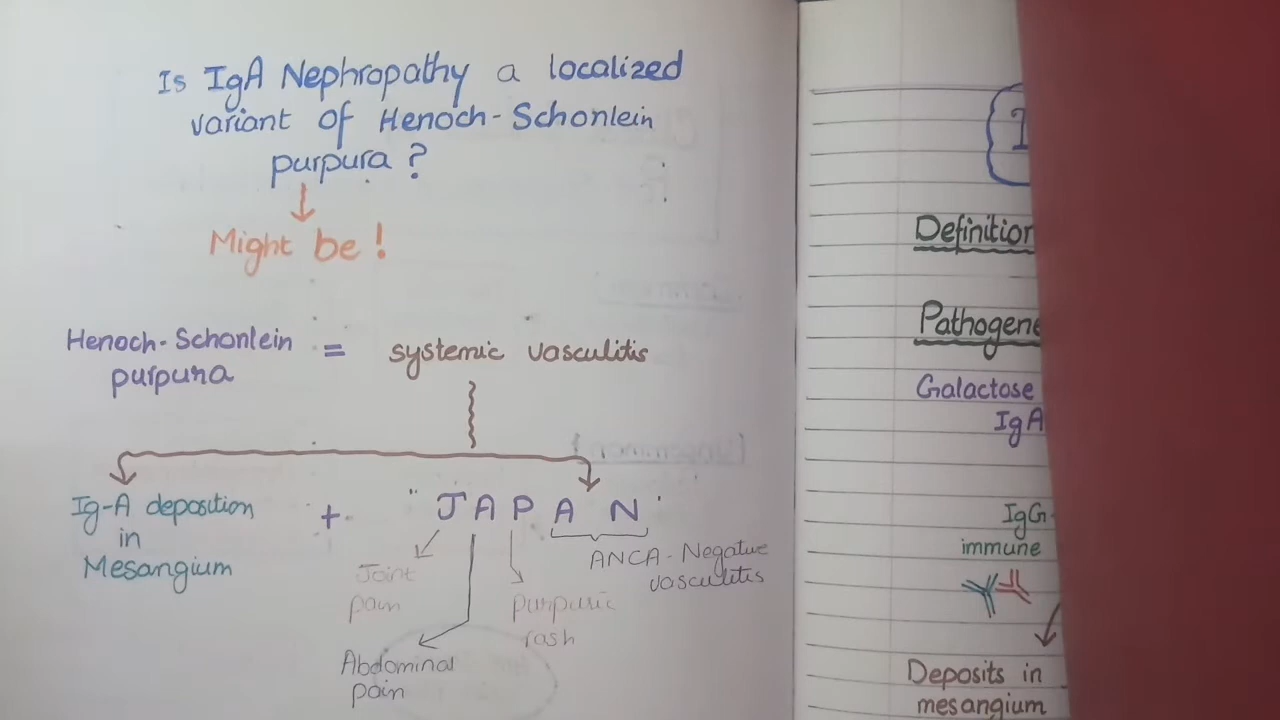 Is IgA Nephropathy a localized
variant of Henoch-Schonlein
purpura ?
Might be !
Henoch-Schonlein
purpura
= systemic vasculitis
Ig-A deposition
in
Mesangium
+
" J A P A N "
Joint
pain
Abdominal
pain
Purpuric
rash
ANCA-Negative
vasculitis
I
Definition
Pathogene
Galactose
IgA
IgG-
immune
Deposits in
mesangium